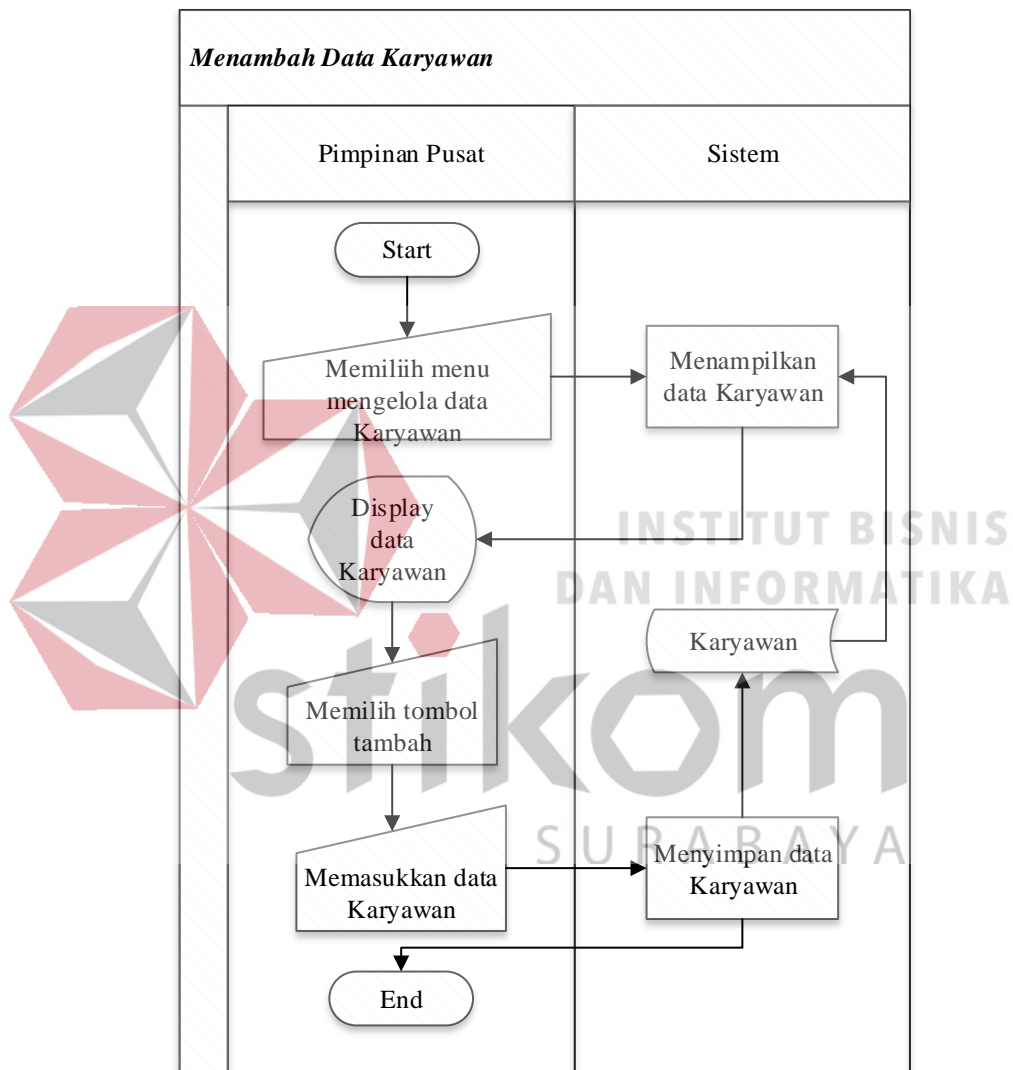 Menambah Data Karyawan
Pimpinan Pusat
Sistem
Start
Memiliih menu
mengelola data
Karyawan
Menampilkan
data Karyawan
Display
data
Karyawan
INSTITUT BISNIS
DAN INFORMATIKA
Karyawan
stikom
Memilih tombol
tambah
SURABAYA
Memasukkan data
Karyawan
Menyimpan data
Karyawan
End